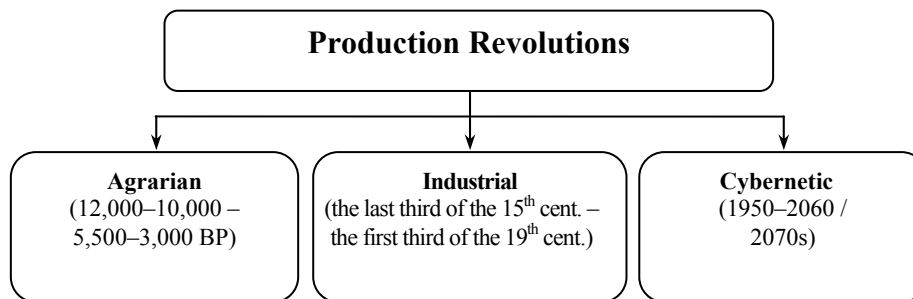 Production Revolutions
Agrarian
(12,000–10,000 –
5,500–3,000 BP)
Industrial
(the last third of the 15th cent. –
the first third of the 19th cent.)
Cybernetic
(1950–2060 /
2070s)